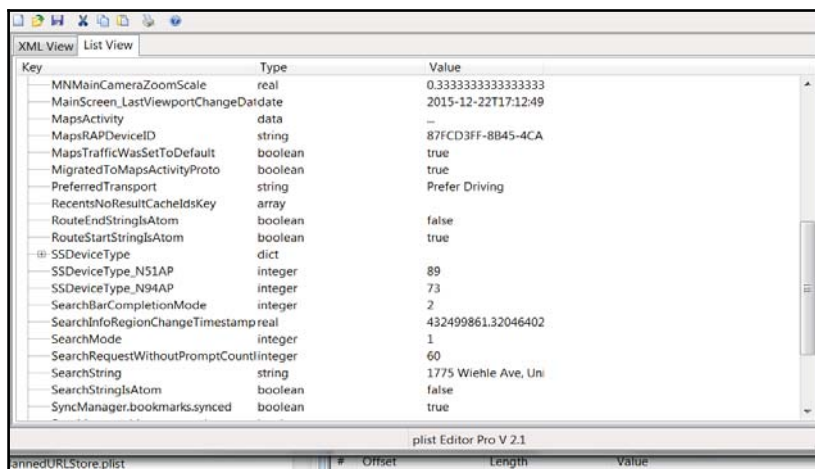 XML View List View
Key Type Value
MNMainCameraZoomScale real 0.3333333333333333
MainScreen_LastViewportChangeDat date 2015-12-22T17:12:49
MapsActivity data ...
MapsRAPDeviceID string 87FCD3FF-8B45-4CA
MapsTrafficWasSetToDefault boolean true
MigratedToMapsActivityProto boolean true
PreferredTransport string Prefer Driving
RecentsNoResultCacheIdsKey array
RouteEndStringIsAtom boolean false
RouteStartStringIsAtom boolean true
SSDeviceType dict
SSDeviceType_N51AP integer 89
SSDeviceType_N94AP integer 73
SearchBarCompletionMode integer 2
SearchInfoRegionChangeTimestamp real 432499861.32046402
SearchMode integer 1
SearchRequestWithoutPromptCountI integer 60
SearchString string 1775 Wiehle Ave, Uni
SearchStringIsAtom boolean false
SyncManager.bookmarks.synced boolean true
plist Editor Pro V 2.1
annedURLStore.plist # Offset Length Value